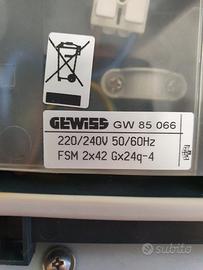 GEWISS GW 85 066
220/240V 50/60Hz
FSM 2x42 Gx24q-4
subito